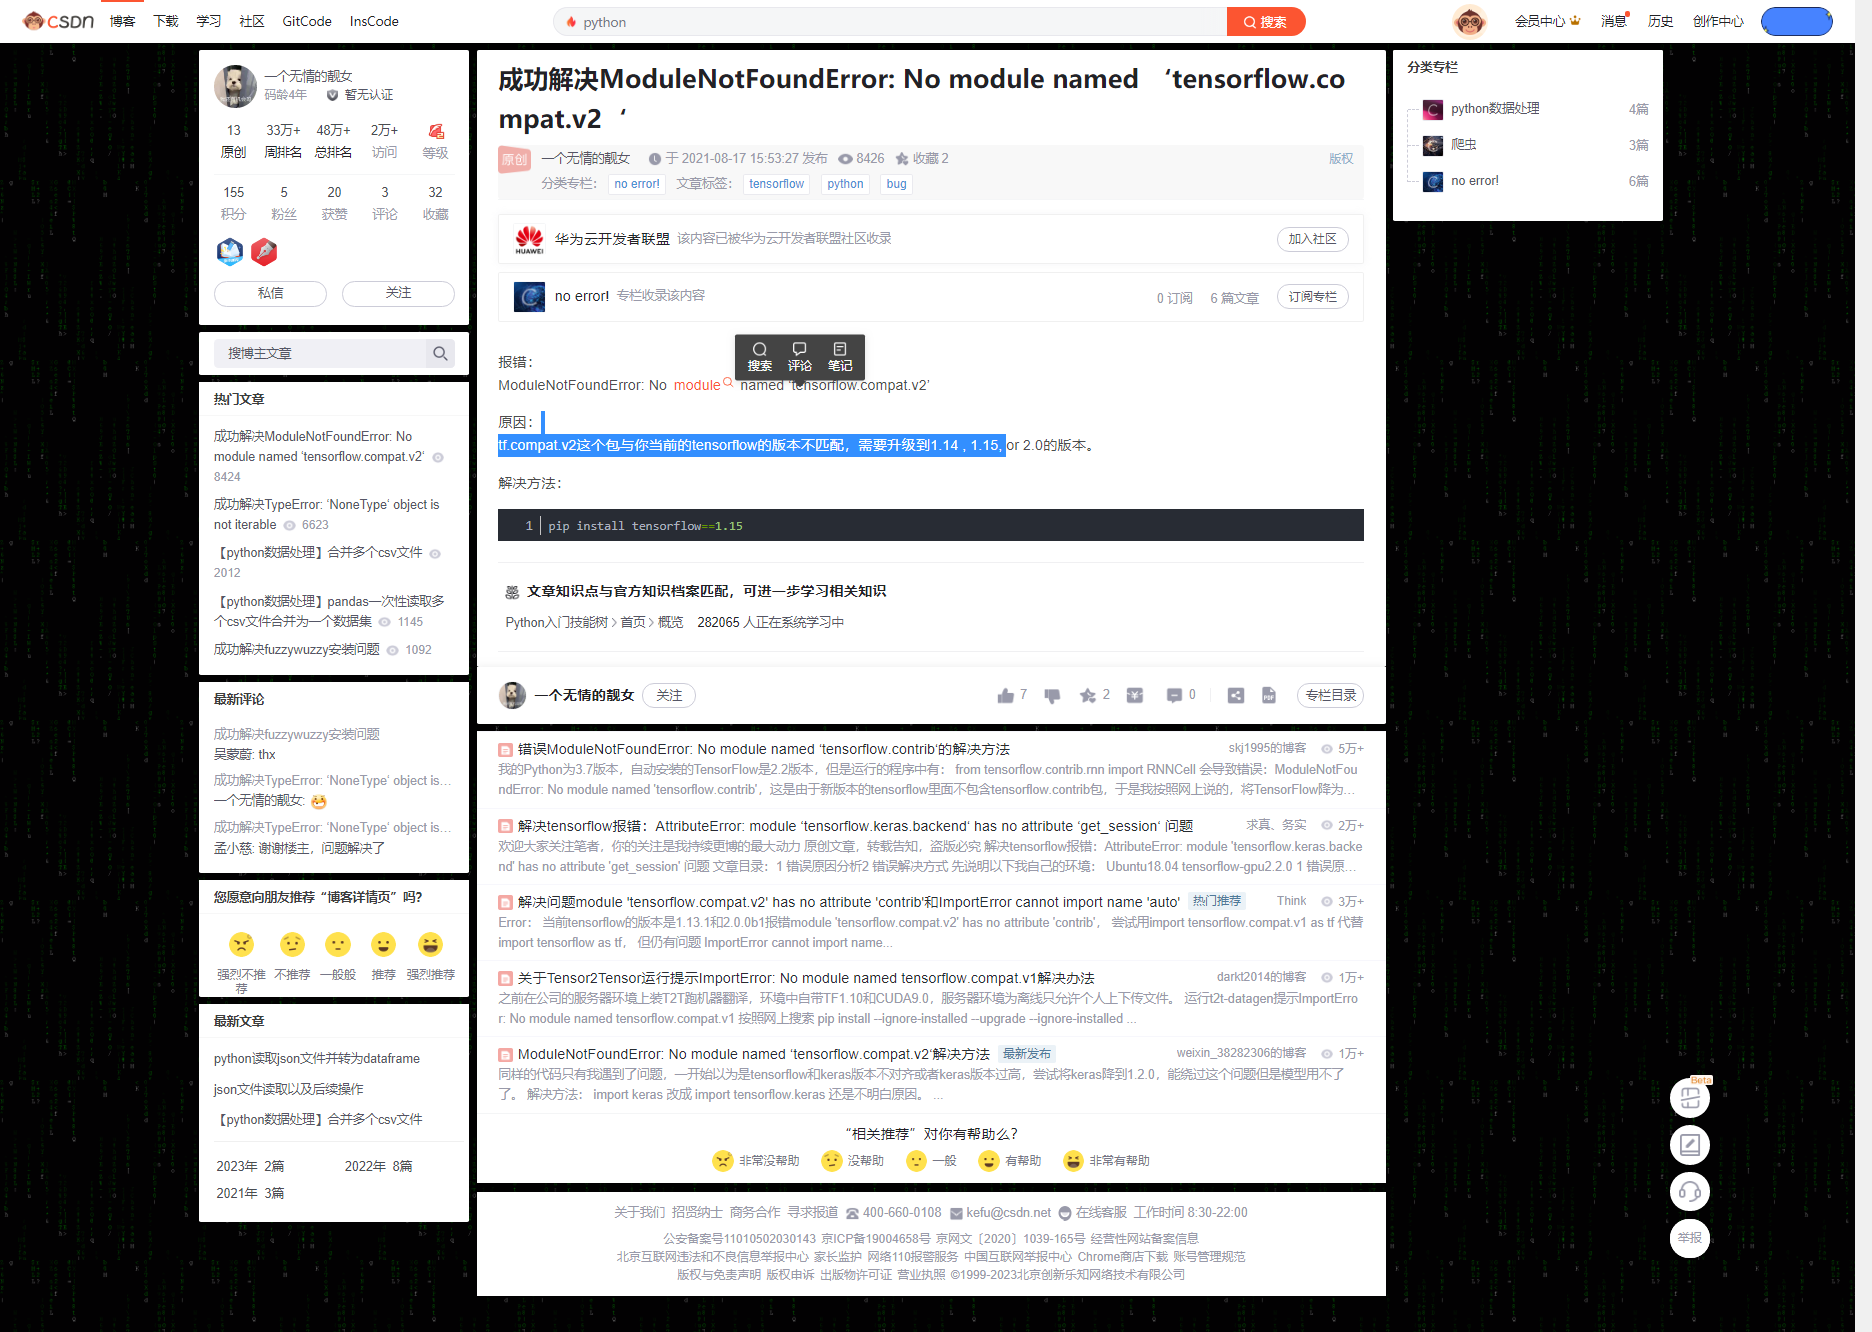 CSDN 博客 下载 学习 社区 GitCode InsCode python 搜索 会员中心 消息 历史 创作中心
一个无情的靓女
码龄4年 暂无认证
13 33万+ 48万+ 2万+
原创 周排名 总排名 访问 等级
155 5 20 3 32
积分 粉丝 获赞 评论 收藏
私信 关注
搜博主文章
热门文章
成功解决ModuleNotFoundError: No
module named ‘tensorflow.compat.v2‘
8424
成功解决TypeError: ‘NoneType‘ object is
not iterable 6623
【python数据处理】合并多个csv文件
2012
【python数据处理】pandas一次性读取多
个csv文件合并为一个数据集 1145
成功解决fuzzywuzzy安装问题 1092
最新评论
成功解决fuzzywuzzy安装问题
吴蒙蔚: thx
成功解决TypeError: ‘NoneType‘ object is...
一个无情的靓女:
成功解决TypeError: ‘NoneType‘ object is...
孟小慈: 谢谢楼主，问题解决了
您愿意向朋友推荐“博客详情页”吗？
强烈不推荐 不推荐 一般般 推荐 强烈推荐
最新文章
python读取json文件并转为dataframe
json文件读取以及后续操作
【python数据处理】合并多个csv文件
2023年 2篇 2022年 8篇
2021年 3篇
成功解决ModuleNotFoundError: No module named ‘tensorflow.co
mpat.v2‘
原创 一个无情的靓女 于 2021-08-17 15:53:27 发布 8426 收藏 2 版权
分类专栏： no error! 文章标签： tensorflow python bug
HUAWEI 华为云开发者联盟 该内容已被华为云开发者联盟社区收录 加入社区
no error! 专栏收录该内容 0 订阅 6 篇文章 订阅专栏
搜索 评论 笔记
报错：
ModuleNotFoundError: No module named ‘tensorflow.compat.v2’
原因：
tf.compat.v2这个包与你当前的tensorflow的版本不匹配，需要升级到1.14 , 1.15, or 2.0的版本。
解决方法：
1 pip install tensorflow==1.15
文章知识点与官方知识档案匹配，可进一步学习相关知识
Python入门技能树 首页 概览 282065 人正在系统学习中
一个无情的靓女 关注 7 2 0 专栏目录
错误ModuleNotFoundError: No module named ‘tensorflow.contrib‘的解决方法 skj1995的博客 5万+
我的Python为3.7版本，自动安装的TensorFlow是2.2版本，但是运行的程序中有： from tensorflow.contrib.rnn import RNNCell 会导致错误：ModuleNotFou
ndError: No module named 'tensorflow.contrib'，这是由于新版本的tensorflow里面不包含tensorflow.contrib包，于是我按照网上说的，将TensorFlow降为...
解决tensorflow报错：AttributeError: module ‘tensorflow.keras.backend‘ has no attribute ‘get_session‘ 问题 求真、务实 2万+
欢迎大家关注笔者，你的关注是我持续更博的最大动力 原创文章，转载告知，盗版必究 解决tensorflow报错：AttributeError: module 'tensorflow.keras.backe
nd' has no attribute 'get_session' 问题 文章目录：1 错误原因分析2 错误解决方式 先说明以下我自己的环境： Ubuntu18.04 tensorflow-gpu2.2.0 1 错误原...
解决问题module 'tensorflow.compat.v2' has no attribute 'contrib'和ImportError cannot import name 'auto' 热门推荐 Think 3万+
Error： 当前tensorflow的版本是1.13.1和2.0.0b1报错module 'tensorflow.compat.v2' has no attribute 'contrib'， 尝试用import tensorflow.compat.v1 as tf 代替
import tensorflow as tf， 但仍有问题 ImportError cannot import name...
关于Tensor2Tensor运行提示ImportError: No module named tensorflow.compat.v1解决办法 darkt2014的博客 1万+
之前在公司的服务器环境上装T2T跑机器翻译，环境中自带TF1.10和CUDA9.0，服务器环境为离线只允许个人上下传文件。 运行t2t-datagen提示ImportErro
r: No module named tensorflow.compat.v1 按照网上搜索 pip install --ignore-installed --upgrade --ignore-installed ...
ModuleNotFoundError: No module named ‘tensorflow.compat.v2‘解决方法 最新发布 weixin_38282306的博客 1万+
同样的代码只有我遇到了问题，一开始以为是tensorflow和keras版本不对齐或者keras版本过高，尝试将keras降到1.2.0，能绕过这个问题但是模型用不了
了。 解决方法： import keras 改成 import tensorflow.keras 还是不明白原因。 ...
“相关推荐”对你有帮助么？
非常没帮助 没帮助 一般 有帮助 非常有帮助
关于我们 招贤纳士 商务合作 寻求报道 400-660-0108 kefu@csdn.net 在线客服 工作时间 8:30-22:00
公安备案号11010502030143 京ICP备19004658号 京网文〔2020〕1039-165号 经营性网站备案信息
北京互联网违法和不良信息举报中心 家长监护 网络110报警服务 中国互联网举报中心 Chrome商店下载 账号管理规范
版权与免责声明 版权申诉 出版物许可证 营业执照 ©1999-2023北京创新乐知网络技术有限公司
分类专栏
python数据处理 4篇
爬虫 3篇
no error! 6篇
Beta
举报